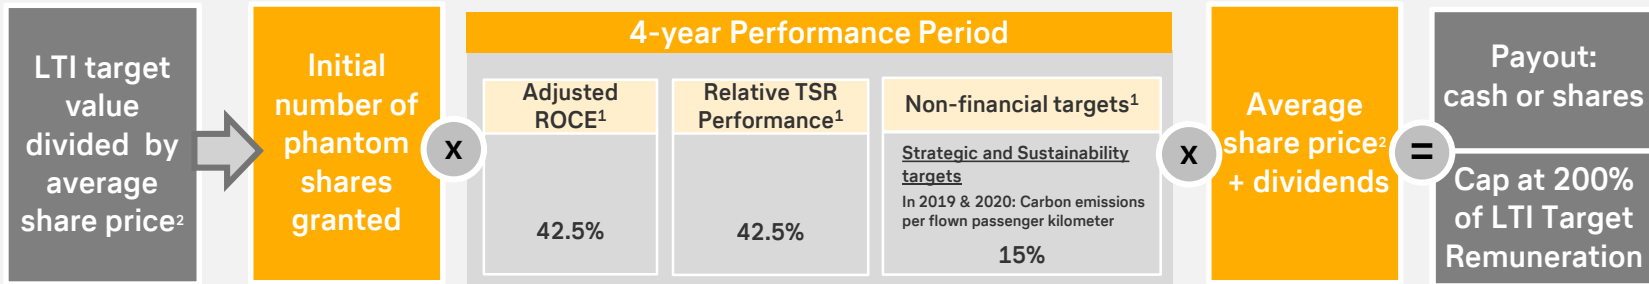 LTI target
value
divided by
average
share price²
Initial
number of
phantom
shares
granted
x
4-year Performance Period
Adjusted
ROCE¹
42.5%
Relative TSR
Performance¹
42.5%
Non-financial targets¹
Strategic and Sustainability
targets
In 2019 & 2020: Carbon emissions
per flown passenger kilometer
15%
x
Average
share price²
+ dividends
=
Payout:
cash or shares
Cap at 200%
of LTI Target
Remuneration